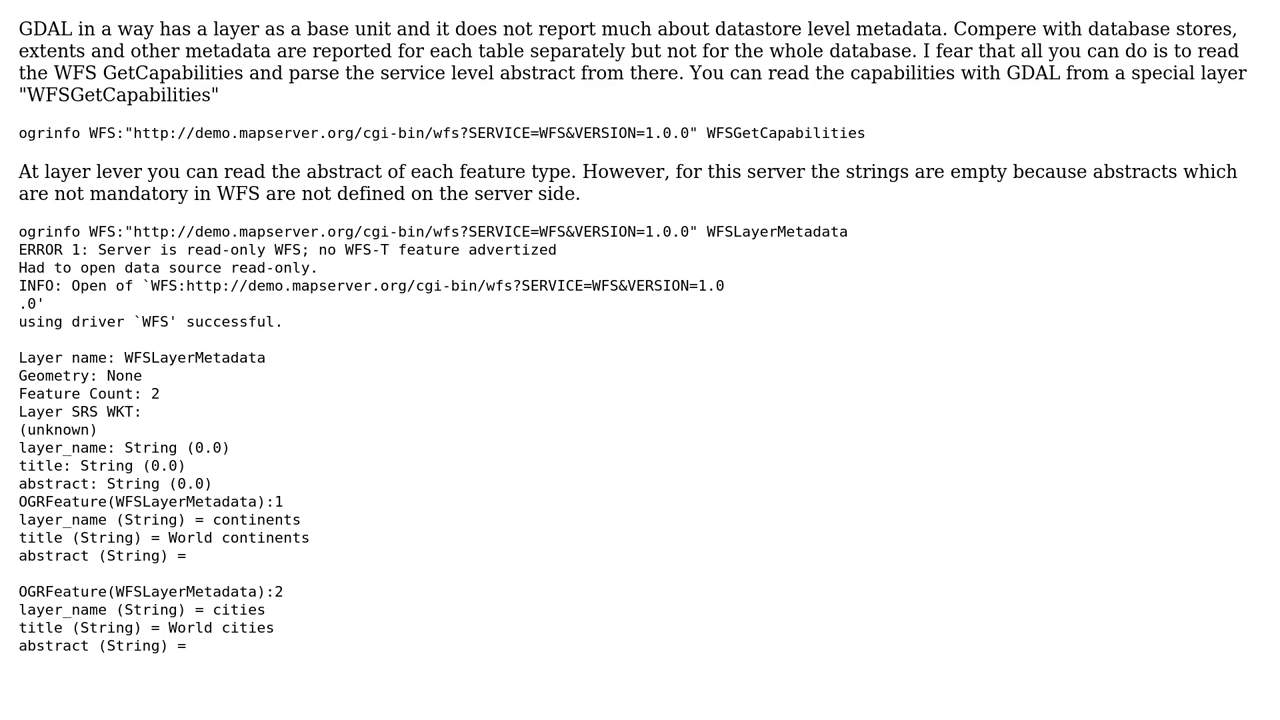 GDAL in a way has a layer as a base unit and it does not report much about datastore level metadata. Compere with database stores,
extents and other metadata are reported for each table separately but not for the whole database. I fear that all you can do is to read
the WFS GetCapabilities and parse the service level abstract from there. You can read the capabilities with GDAL from a special layer
"WFSGetCapabilities"
ogrinfo WFS:"http://demo.mapserver.org/cgi-bin/wfs?SERVICE=WFS&VERSION=1.0.0" WFSGetCapabilities
At layer lever you can read the abstract of each feature type. However, for this server the strings are empty because abstracts which
are not mandatory in WFS are not defined on the server side.
ogrinfo WFS:"http://demo.mapserver.org/cgi-bin/wfs?SERVICE=WFS&VERSION=1.0.0" WFSLayerMetadata
ERROR 1: Server is read-only WFS; no WFS-T feature advertized
Had to open data source read-only.
INFO: Open of `WFS:http://demo.mapserver.org/cgi-bin/wfs?SERVICE=WFS&VERSION=1.0
.0'
using driver `WFS' successful.
Layer name: WFSLayerMetadata
Geometry: None
Feature Count: 2
Layer SRS WKT:
(unknown)
layer_name: String (0.0)
title: String (0.0)
abstract: String (0.0)
OGRFeature(WFSLayerMetadata):1
layer_name (String) = continents
title (String) = World continents
abstract (String) =
OGRFeature(WFSLayerMetadata):2
layer_name (String) = cities
title (String) = World cities
abstract (String) =